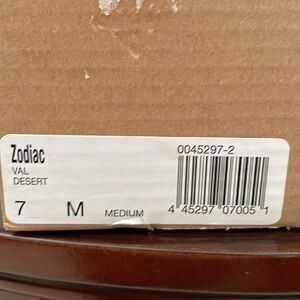 Zodiac
VAL
DESERT
7 M MEDIUM
0045297-2
4 45297 07005 1